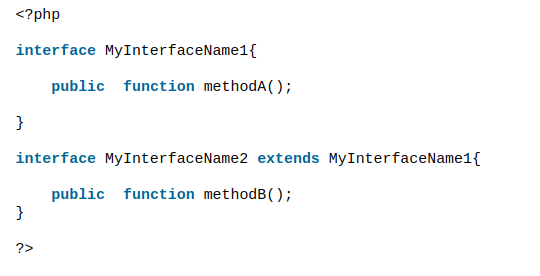 <?php
interface MyInterfaceName1{
    public  function methodA();
}
interface MyInterfaceName2 extends MyInterfaceName1{
    public  function methodB();
}
?>